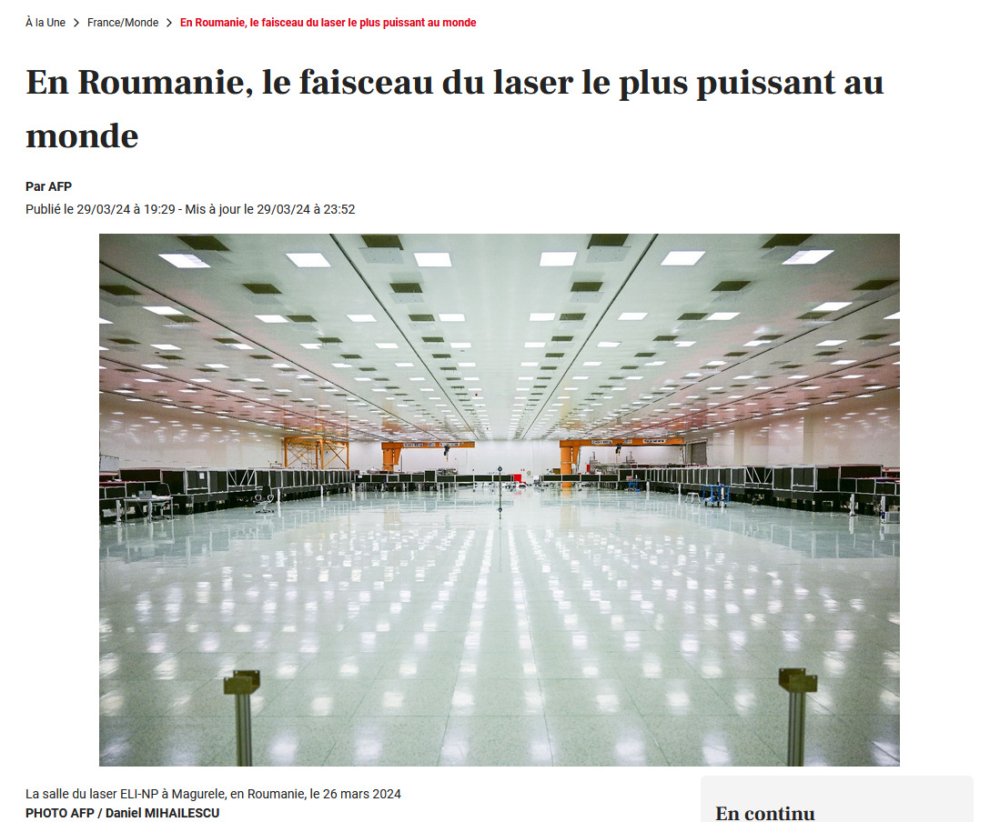 À la Une > France/Monde > En Roumanie, le faisceau du laser le plus puissant au monde
En Roumanie, le faisceau du laser le plus puissant au
monde
Par AFP
Publié le 29/03/24 à 19:29 - Mis à jour le 29/03/24 à 23:52
La salle du laser ELI-NP à Magurele, en Roumanie, le 26 mars 2024
PHOTO AFP / Daniel MIHAILESCU
En continu